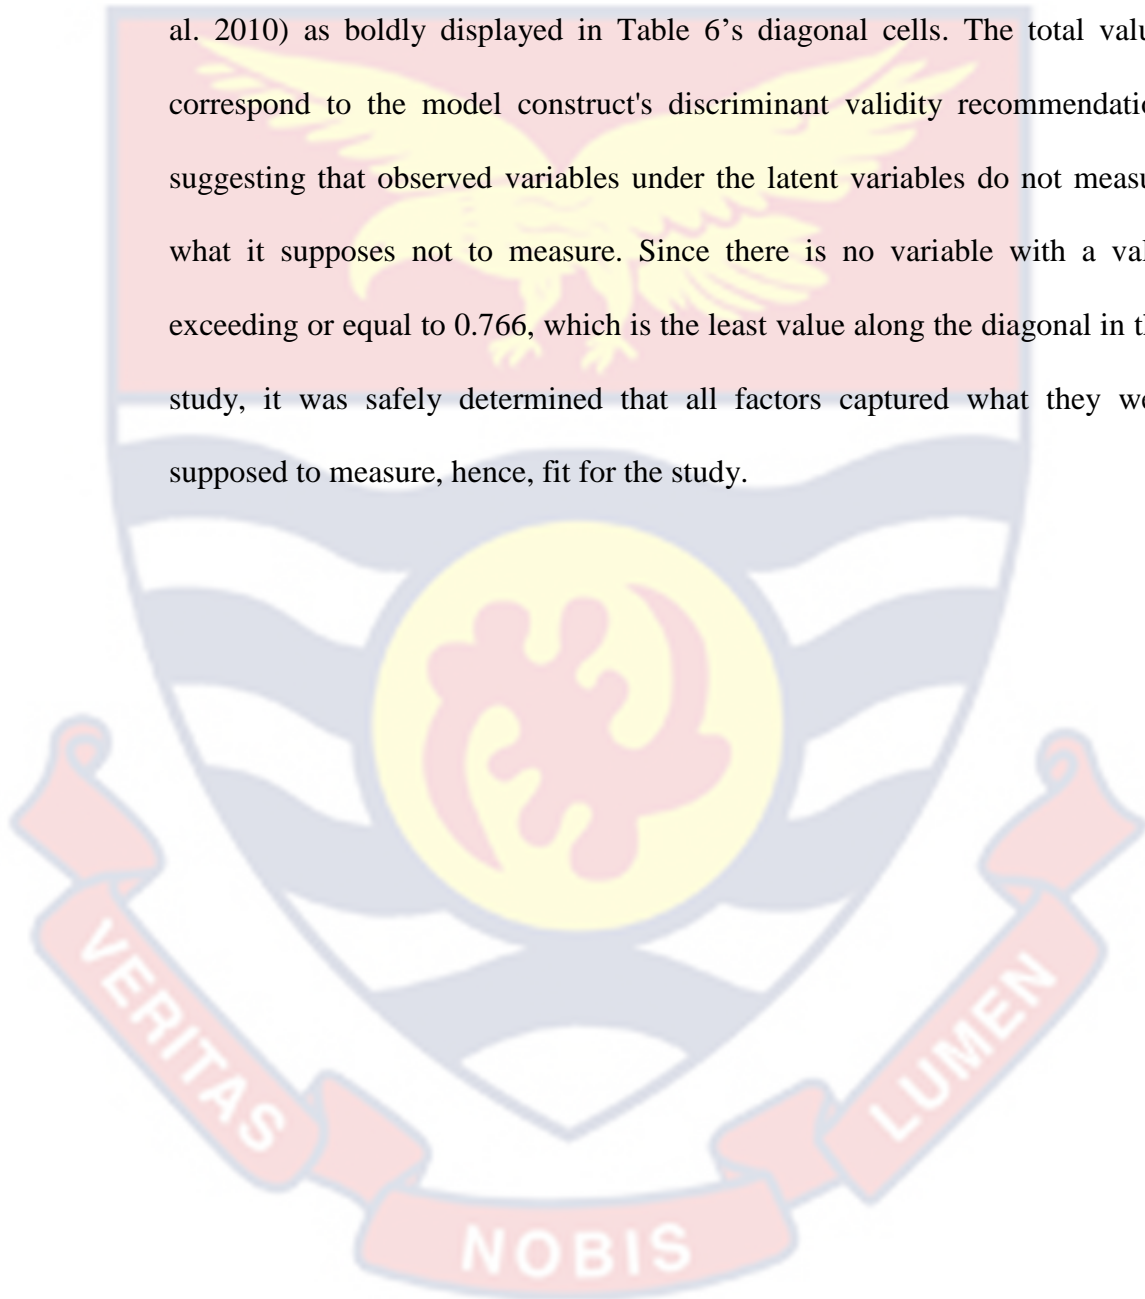 al. 2010) as boldly displayed in Table 6’s diagonal cells. The total valu
correspond to the model construct's discriminant validity recommendatio
suggesting that observed variables under the latent variables do not measu
what it supposes not to measure. Since there is no variable with a val
exceeding or equal to 0.766, which is the least value along the diagonal in t
study, it was safely determined that all factors captured what they we
supposed to measure, hence, fit for the study.
VERITAS
NOBIS
LUMEN